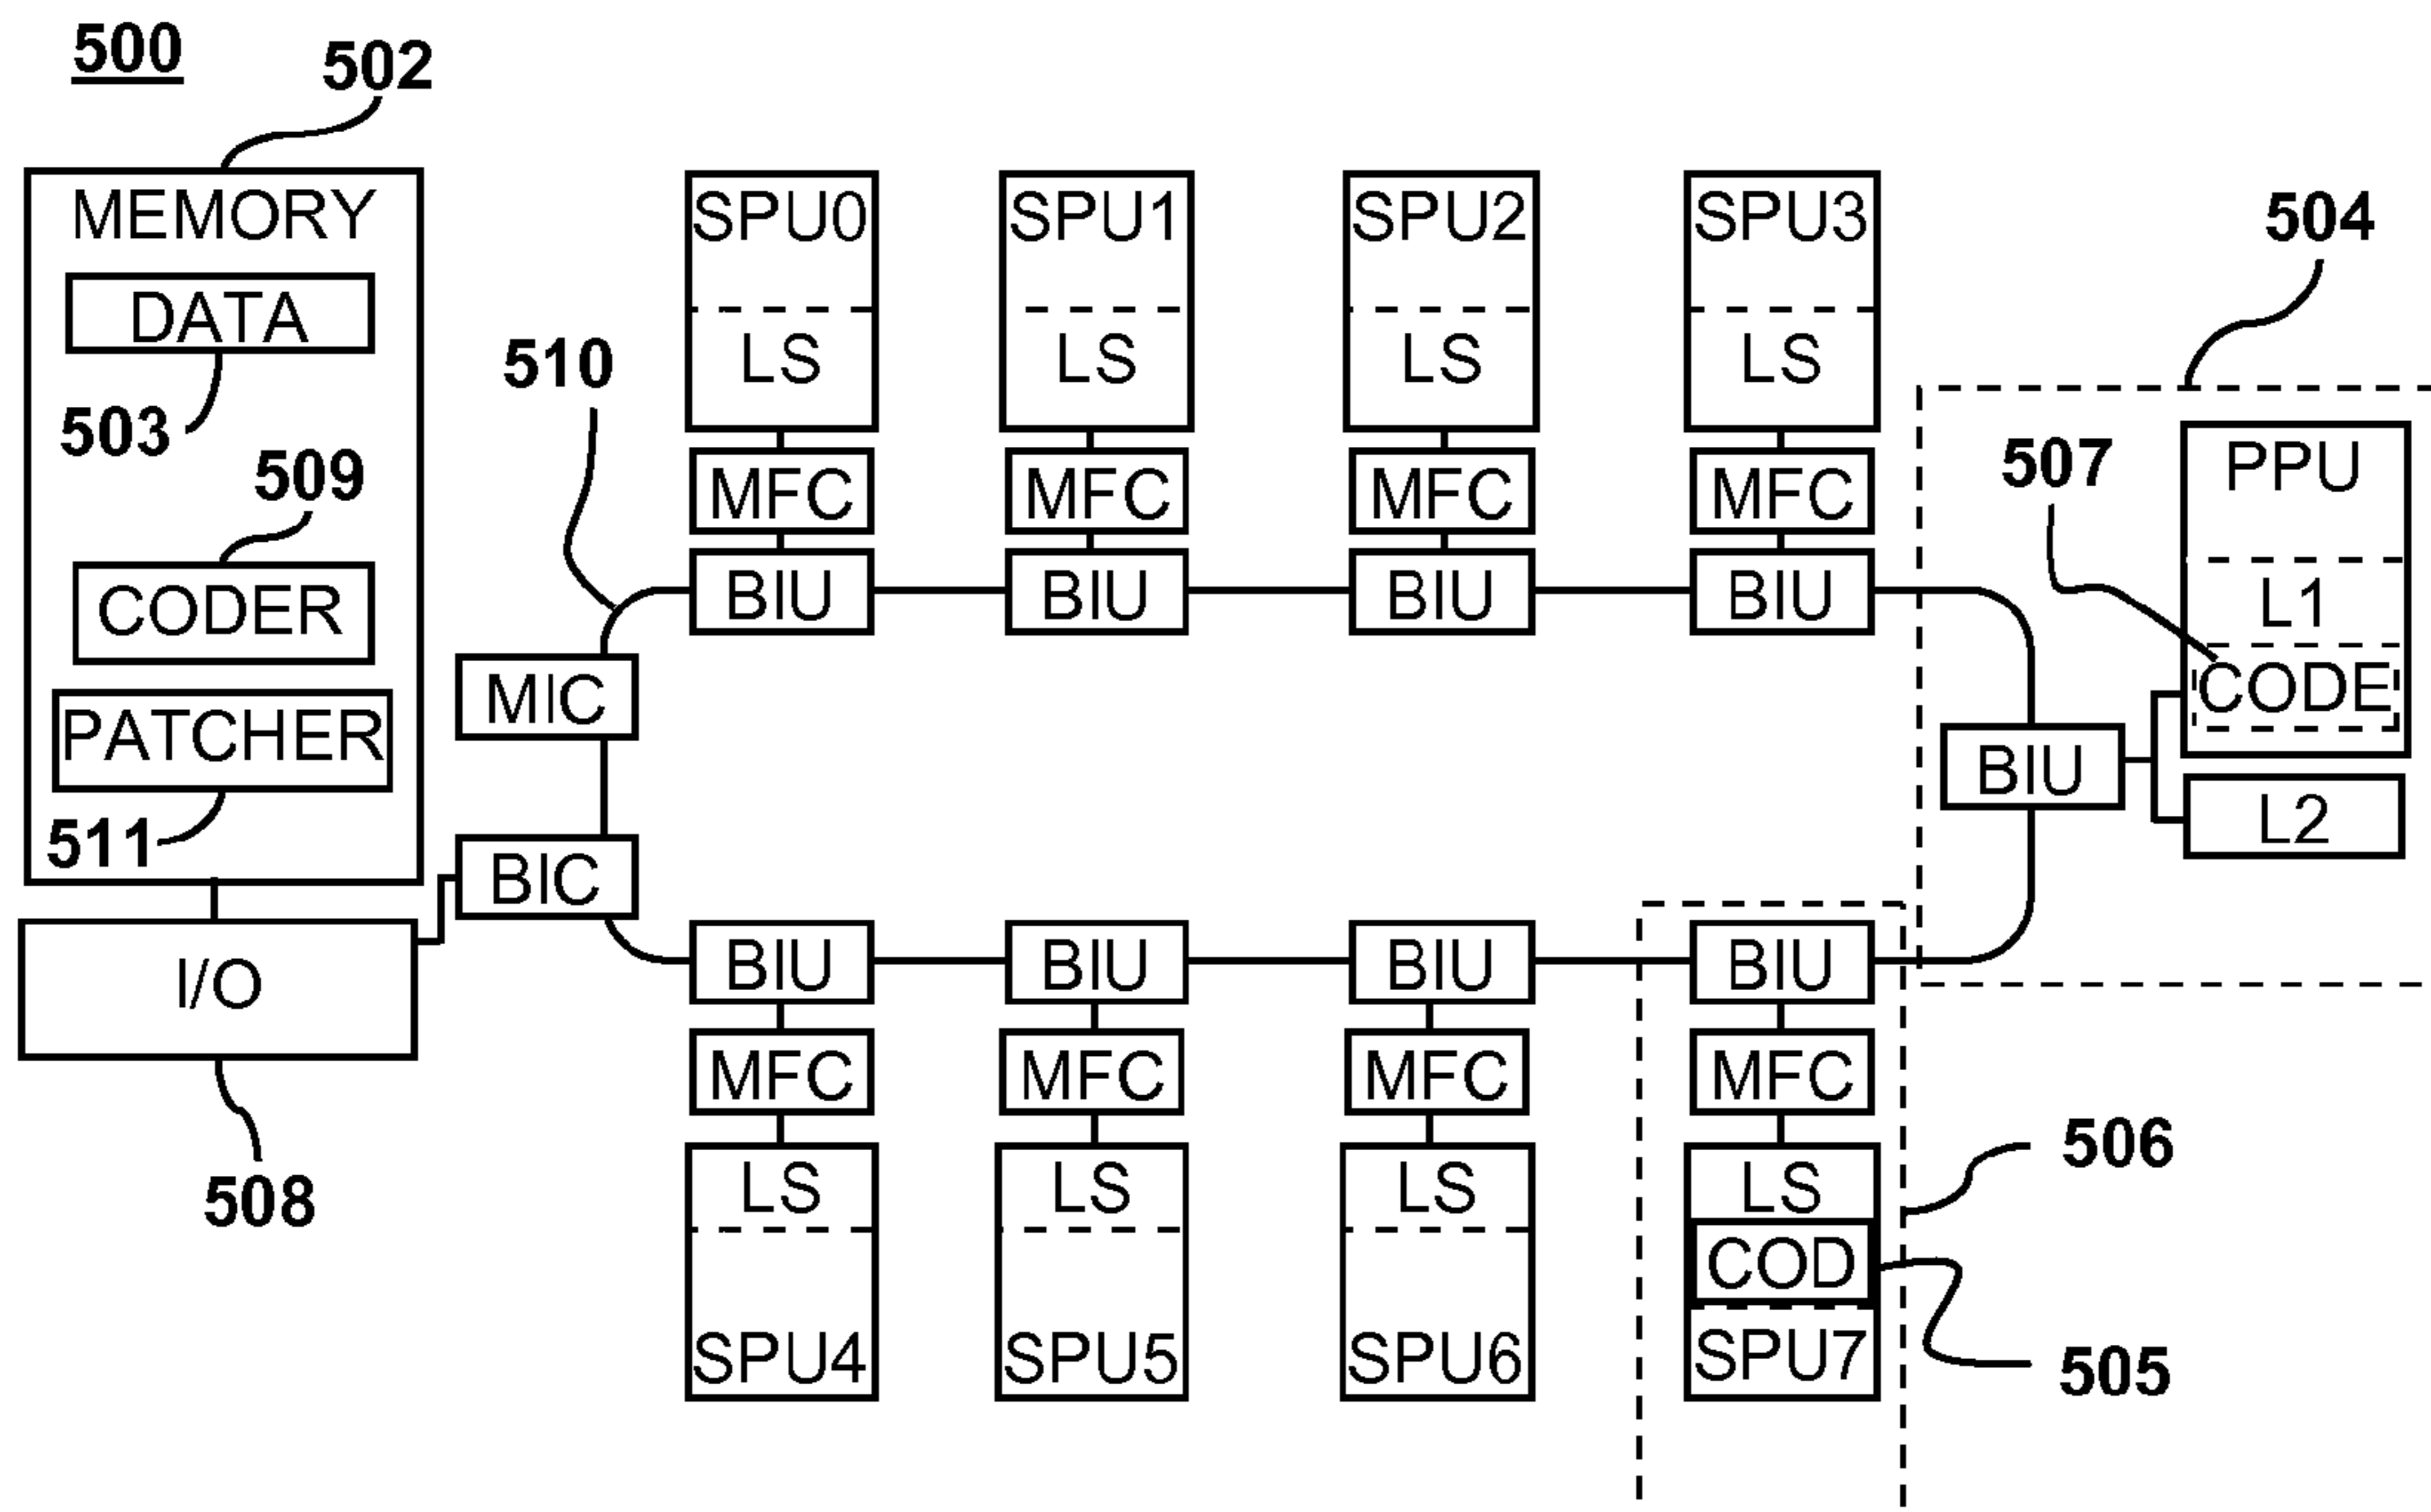 500
502
MEMORY
DATA
503
509
CODER
PATCHER
511
I/O
508
510
MIC
BIC
SPU0
LS
MFC
BIU
SPU1
LS
MFC
BIU
SPU2
LS
MFC
BIU
SPU3
LS
MFC
BIU
504
507
PPU
L1
CODE
BIU
L2
BIU
MFC
LS
SPU4
BIU
MFC
LS
SPU5
BIU
MFC
LS
SPU6
BIU
MFC
LS
COD
SPU7
506
505